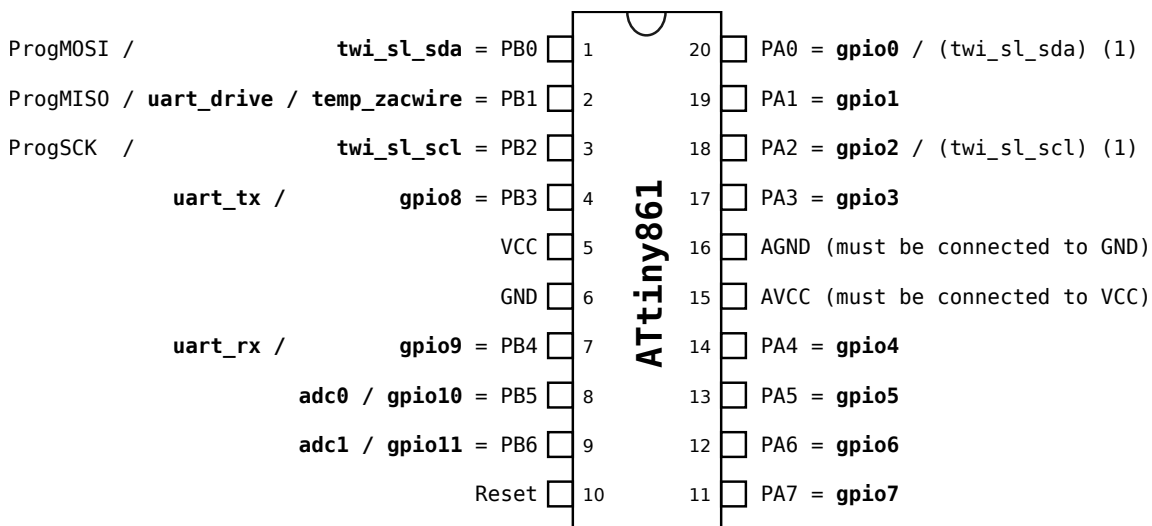 ProgMOSI / twi_sl_sda = PB0 1 20 PA0 = gpio0 / (twi_sl_sda) (1)
ProgMISO / uart_drive / temp_zacwire = PB1 2 19 PA1 = gpio1
ProgSCK / twi_sl_scl = PB2 3 18 PA2 = gpio2 / (twi_sl_scl) (1)
uart_tx / gpio8 = PB3 4 17 PA3 = gpio3
VCC 5 16 AGND (must be connected to GND)
GND 6 15 AVCC (must be connected to VCC)
uart_rx / gpio9 = PB4 7 14 PA4 = gpio4
adc0 / gpio10 = PB5 8 13 PA5 = gpio5
adc1 / gpio11 = PB6 9 12 PA6 = gpio6
Reset 10 11 PA7 = gpio7
ATtiny861